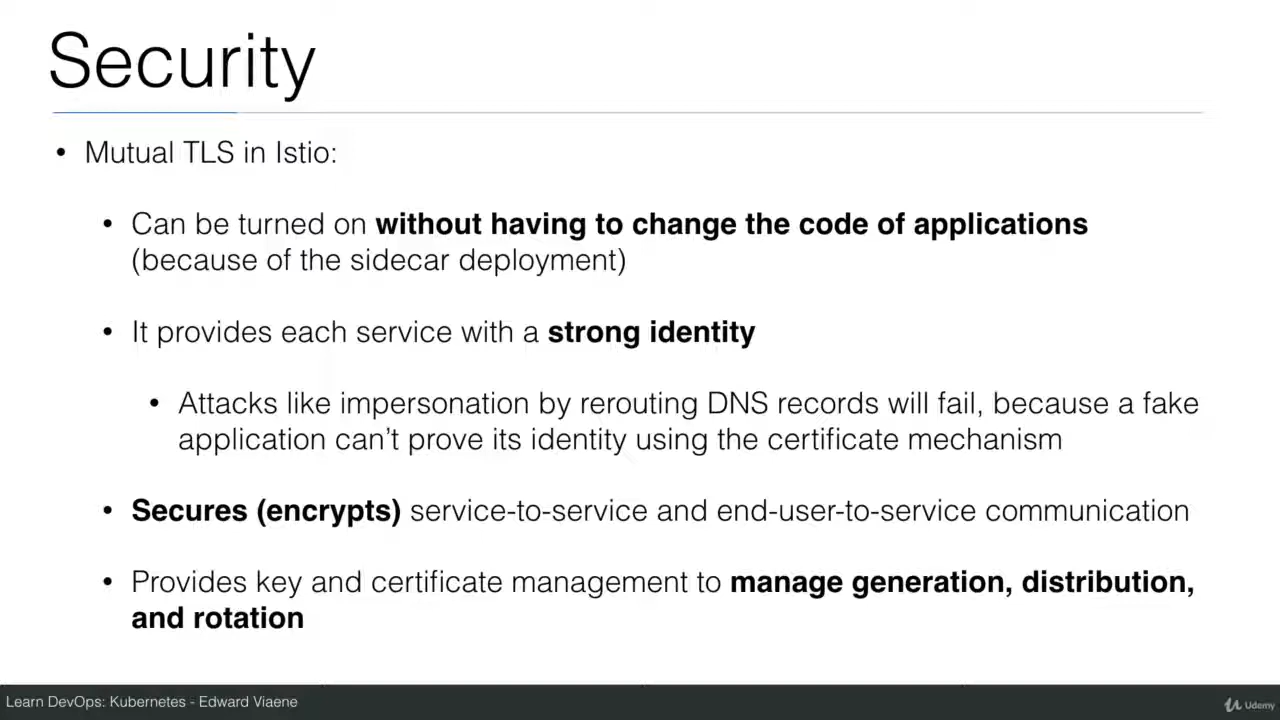 Security
• Mutual TLS in Istio:
• Can be turned on without having to change the code of applications
(because of the sidecar deployment)
• It provides each service with a strong identity
• Attacks like impersonation by rerouting DNS records will fail, because a fake
application can’t prove its identity using the certificate mechanism
• Secures (encrypts) service-to-service and end-user-to-service communication
• Provides key and certificate management to manage generation, distribution,
and rotation
Learn DevOps: Kubernetes - Edward Viaene
Udemy